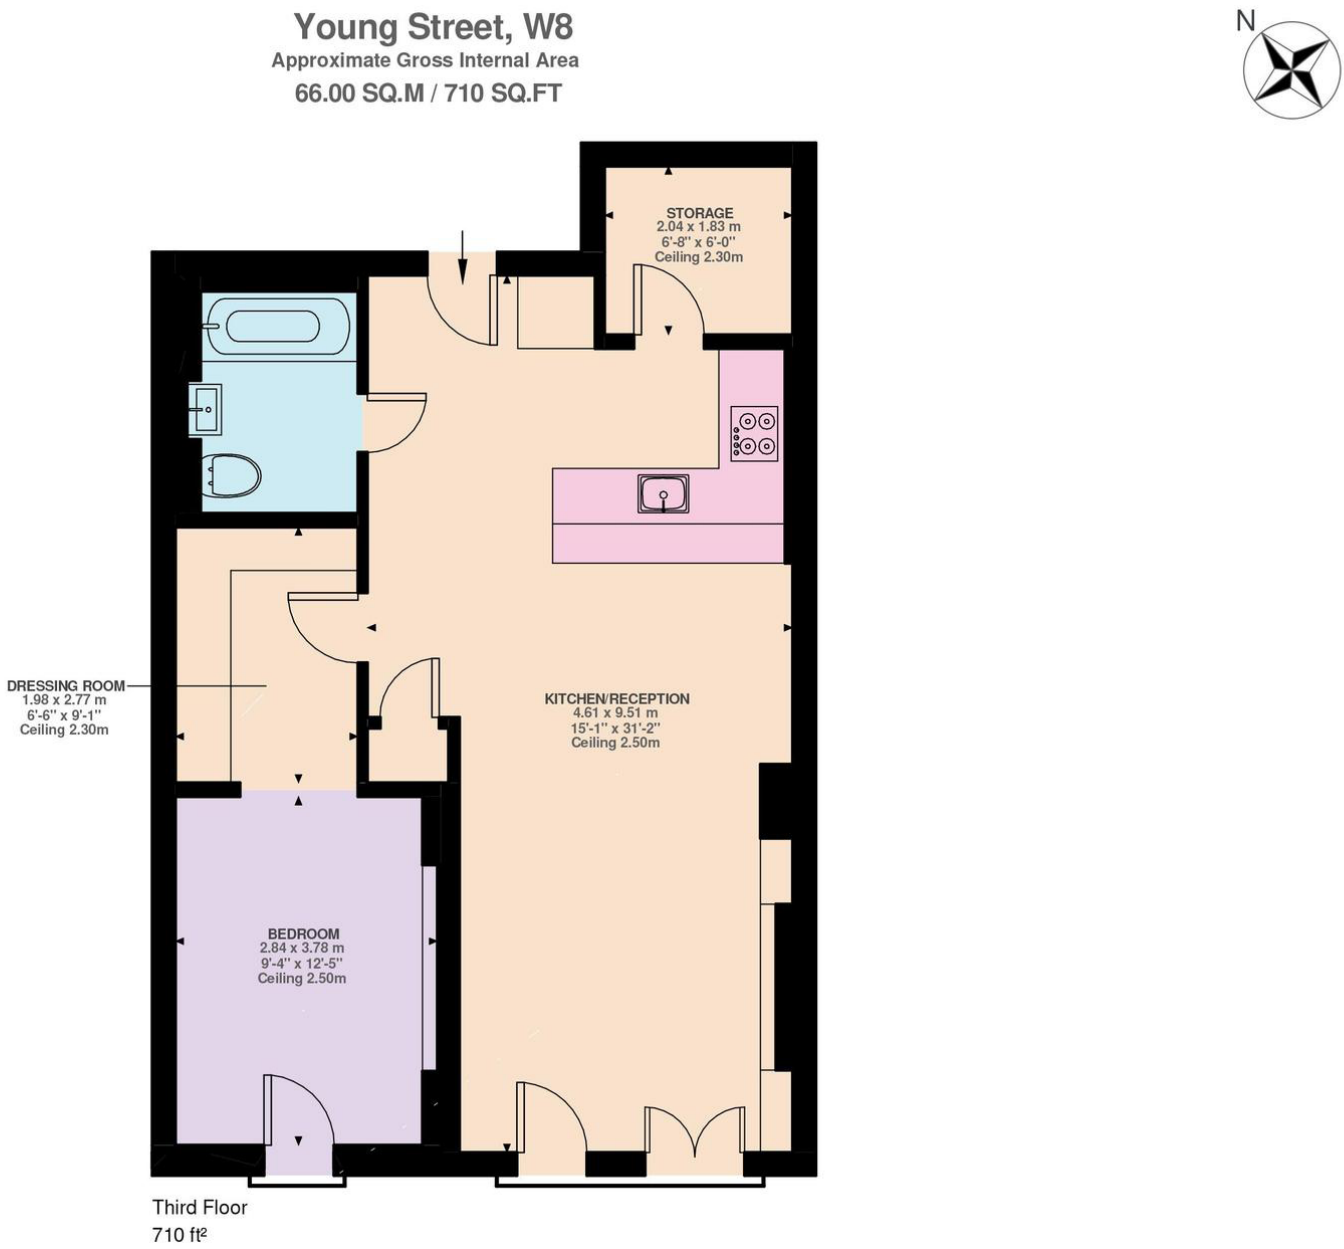 Young Street, W8
Approximate Gross Internal Area
66.00 SQ.M / 710 SQ.FT
N
STORAGE
2.04 x 1.83 m
6'-8" x 6'-0"
Ceiling 2.30m
DRESSING ROOM
1.98 x 2.77 m
6'-6" x 9'-1"
Ceiling 2.30m
KITCHEN/RECEPTION
4.61 x 9.51 m
15'-1" x 31'-2"
Ceiling 2.50m
BEDROOM
2.84 x 3.78 m
9'-4" x 12'-5"
Ceiling 2.50m
Third Floor
710 ft²